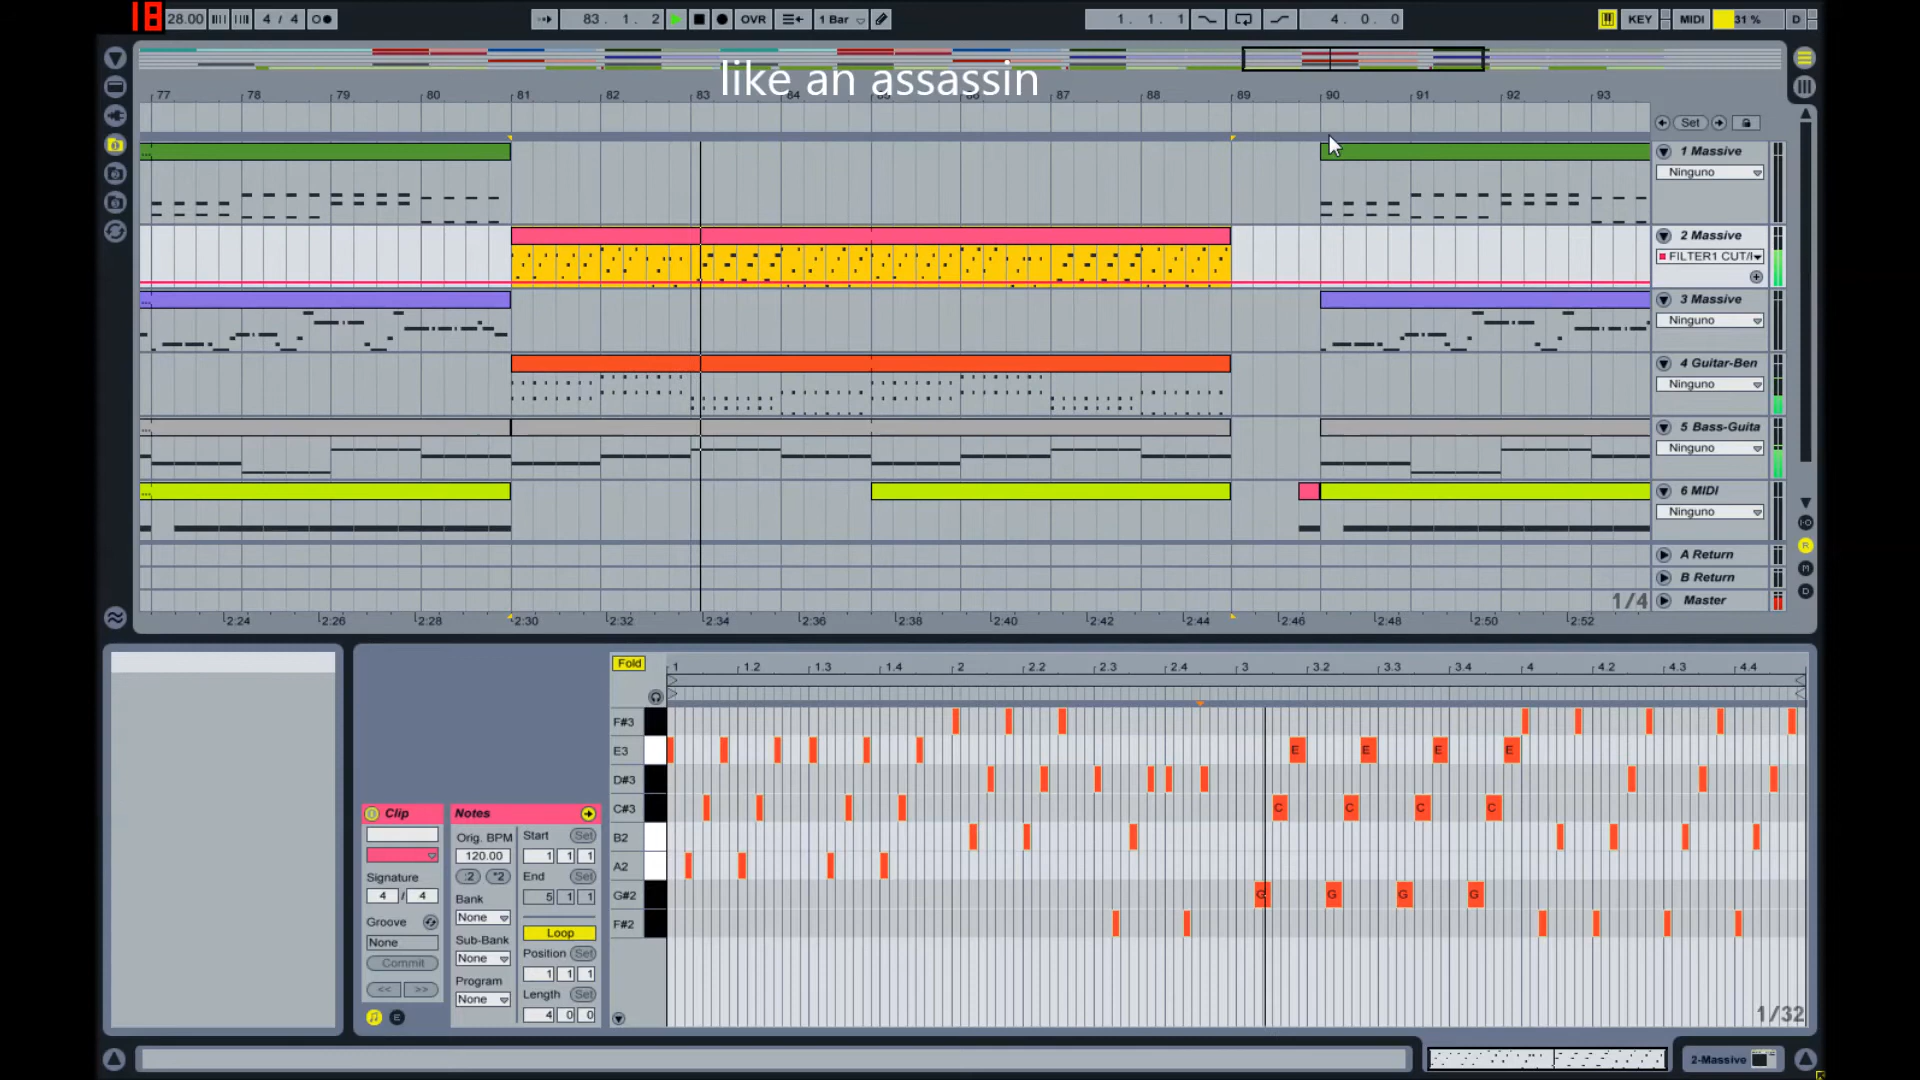 18
28.00 4 / 4 83. 1. 2 OVR 1 Bar 1. 1. 1 4. 0. 0 KEY MIDI 31 % D
like an assassin
77 78 79 80 81 82 83 84 85 86 87 88 89 90 91 92 93
Set
1 Massive
Ninguno
2 Massive
FILTER1 CUT/
3 Massive
Ninguno
4 Guitar-Ben
Ninguno
5 Bass-Guita
Ninguno
6 MIDI
Ninguno
A Return
B Return
1/4 Master
2:24 2:26 2:28 2:30 2:32 2:34 2:36 2:38 2:40 2:42 2:44 2:46 2:48 2:50 2:52
R
M
D
Fold 1 1.2 1.3 1.4 2 2.2 2.3 2.4 3 3.2 3.3 3.4 4 4.2 4.3 4.4
F#3
E3 E E E E
D#3
C#3 C C C C
B2
A2
G#2 G G G G
F#2
Clip
Signature
4 / 4
Groove
None
Commit
<< >>
E
Notes
Orig. BPM
120.00
:2 *2
Bank
None
Sub-Bank
None
Program
None
Start Set
1 1 1
End Set
5 1 1
Loop
Position Set
1 1 1
Length Set
4 0 0
1/32
2-Massive